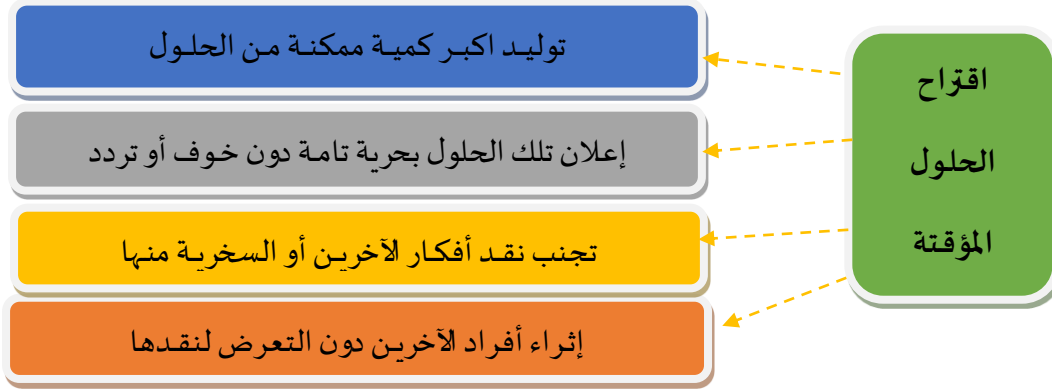 اقتراح
الحلول
المؤقتة
توليد اكبر كمية ممكنة من الحلول
إعلان تلك الحلول بحرية تامة دون خوف أو تردد
تجنب نقد أفكار الآخرين أو السخرية منها
إثراء أفراد الآخرين دون التعرض لنقدها